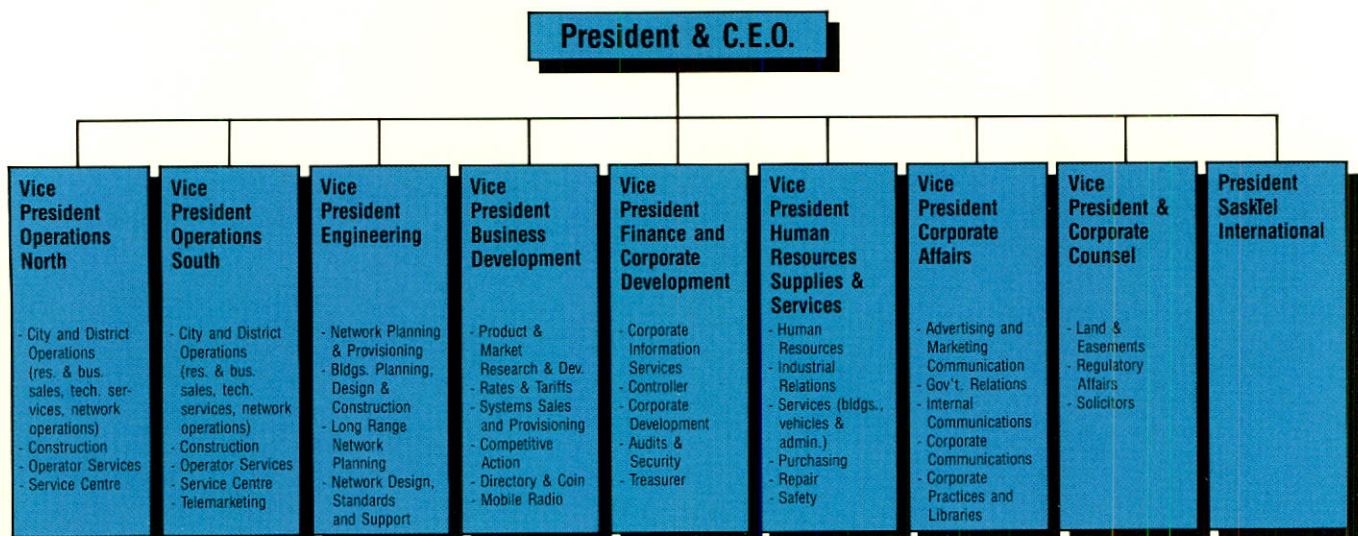 President & C.E.O.
Vice
President
Operations
North
- City and District
Operations
(res. & bus.
sales, tech. ser-
vices, network
operations)
- Construction
- Operator Services
- Service Centre
Vice
President
Operations
South
- City and District
Operations
(res. & bus.
sales, tech.
services, network
operations)
- Construction
- Operator Services
- Service Centre
- Telemarketing
Vice
President
Engineering
- Network Planning
& Provisioning
- Bldgs. Planning,
Design &
Construction
- Long Range
Network
Planning
- Network Design,
Standards
and Support
Vice
President
Business
Development
- Product &
Market
Research & Dev.
- Rates & Tariffs
- Systems Sales
and Provisioning
- Competitive
Action
- Directory & Coin
- Mobile Radio
Vice
President
Finance and
Corporate
Development
- Corporate
Information
Services
- Controller
- Corporate
Development
- Audits &
Security
- Treasurer
Vice
President
Human
Resources
Supplies &
Services
- Human
Resources
- Industrial
Relations
- Services (bldgs.,
vehicles &
admin.)
- Purchasing
- Repair
- Safety
Vice
President
Corporate
Affairs
- Advertising and
Marketing
Communication
- Gov't. Relations
- Internal
Communications
- Corporate
Communications
- Corporate
Practices and
Libraries
Vice
President &
Corporate
Counsel
- Land &
Easements
- Regulatory
Affairs
- Solicitors
President
SaskTel
International